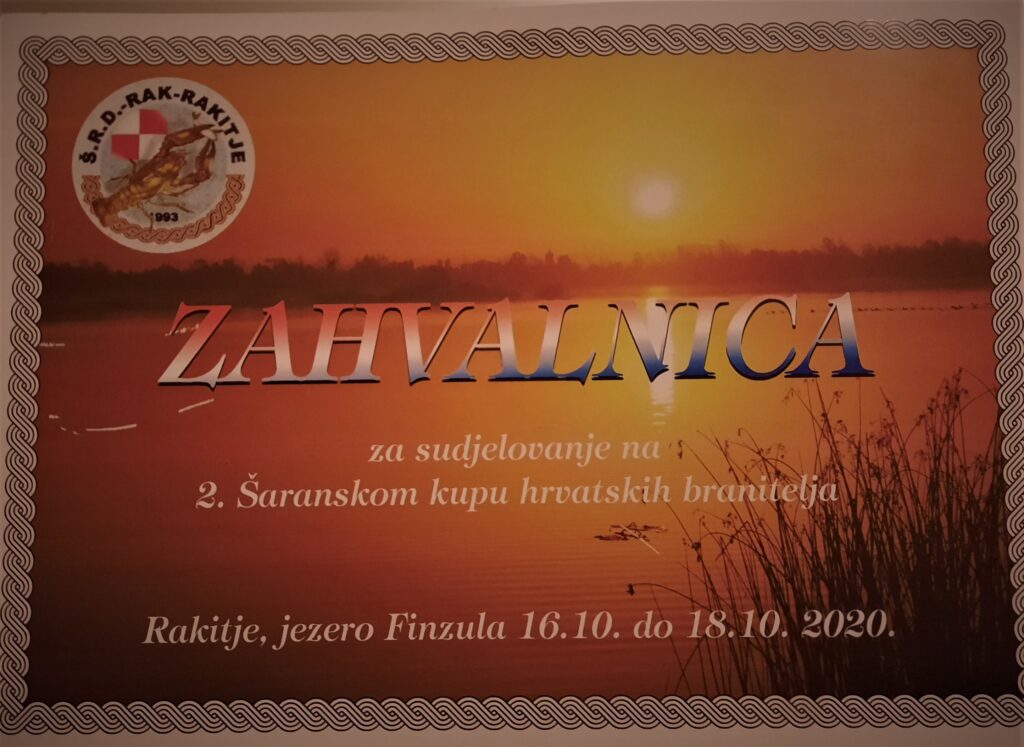 Š.R.D.-RAK-RAKITJE
1993
ZAHVALNICA
za sudjelovanje na
2. Šaranskom kupu hrvatskih branitelja
Rakitje, jezero Finzula 16.10. do 18.10. 2020.